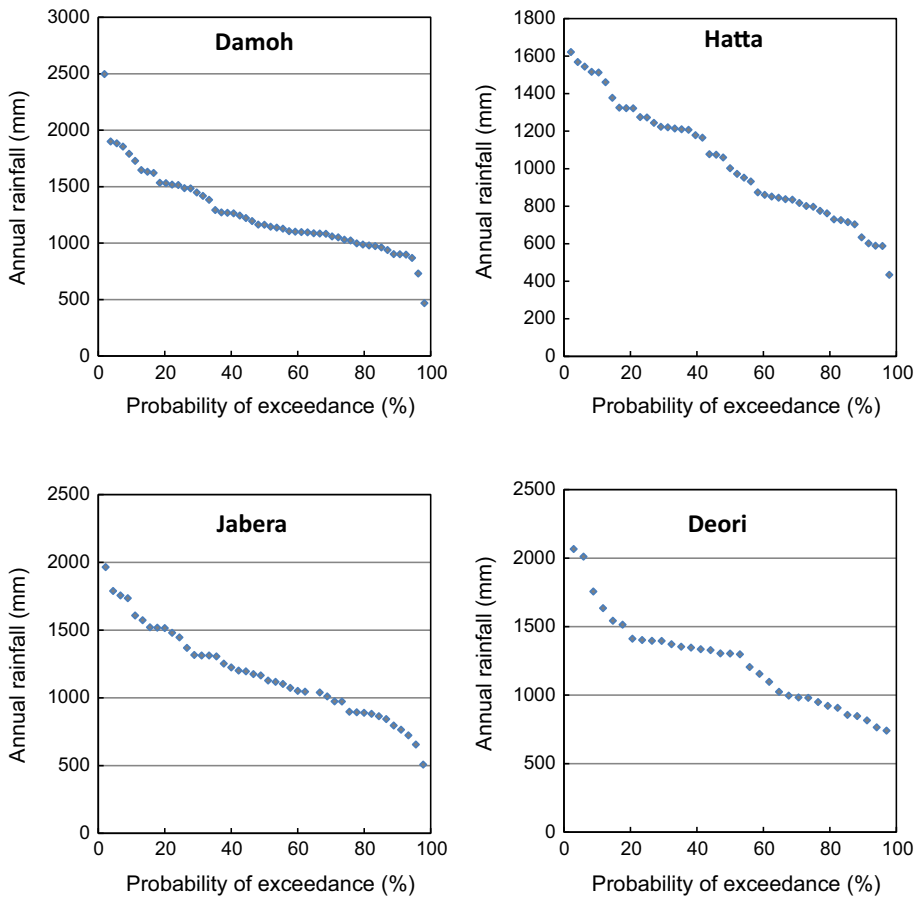 Damoh
Annual rainfall (mm)
3000
2500
2000
1500
1000
500
0
0 20 40 60 80 100
Probability of exceedance (%)
Hatta
Annual rainfall (mm)
1800
1600
1400
1200
1000
800
600
400
200
0
0 20 40 60 80 100
Probability of exceedance (%)
Jabera
Annual rainfall (mm)
2500
2000
1500
1000
500
0
0 20 40 60 80 100
Probability of exceedance (%)
Deori
Annual rainfall (mm)
2500
2000
1500
1000
500
0
0 20 40 60 80 100
Probability of exceedance (%)